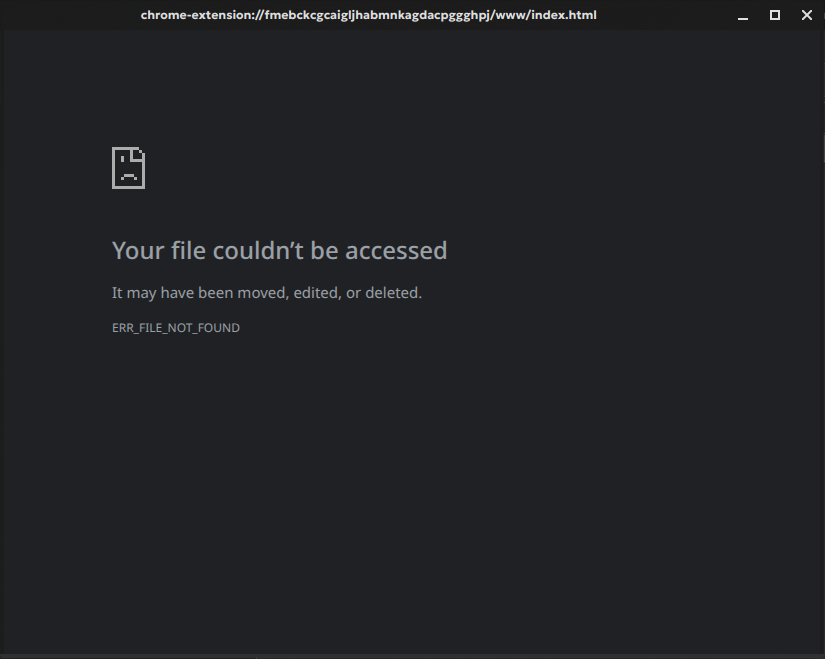 chrome-extension://fmebckcgcaigljhabmnkagdacpggghpj/www/index.html
Your file couldn’t be accessed
It may have been moved, edited, or deleted.
ERR_FILE_NOT_FOUND